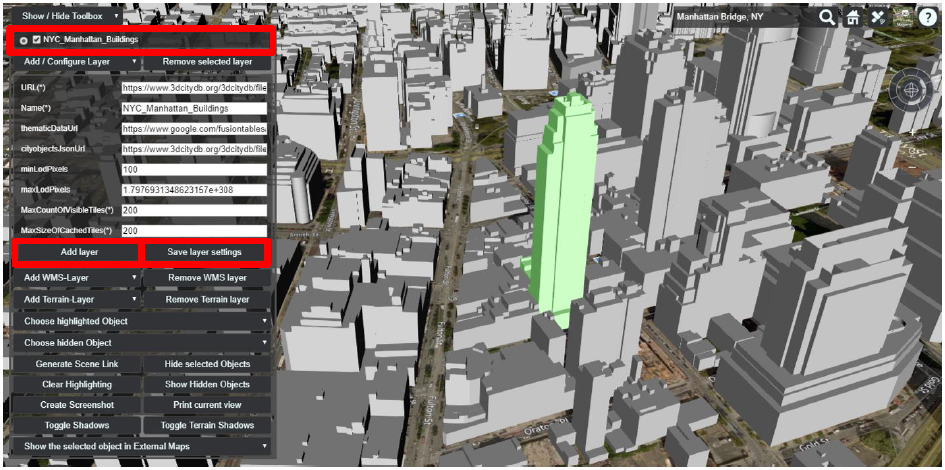 Show / Hide Toolbox
Manhattan Bridge, NY
NYC_Manhattan_Buildings
Add / Configure Layer
Remove selected layer
URL(*)
https://www.3dcitydb.org/3dcitydb/file
Name(*)
NYC_Manhattan_Buildings
thematicDataUrl
https://www.google.com/fusiontables/
cityobjectsJsonUrl
https://www.3dcitydb.org/3dcitydb/file
minLodPixels
100
maxLodPixels
1.7976931348623157e+308
MaxCountOfVisibleTiles(*)
200
MaxSizeOfCachedTiles(*)
200
Add layer
Save layer settings
Add WMS-Layer
Remove WMS layer
Add Terrain-Layer
Remove Terrain layer
Choose highlighted Object
Choose hidden Object
Generate Scene Link
Hide selected Objects
Clear Highlighting
Show Hidden Objects
Create Screenshot
Print current view
Toggle Shadows
Toggle Terrain Shadows
Show the selected object in External Maps
Fulton St
Gold St